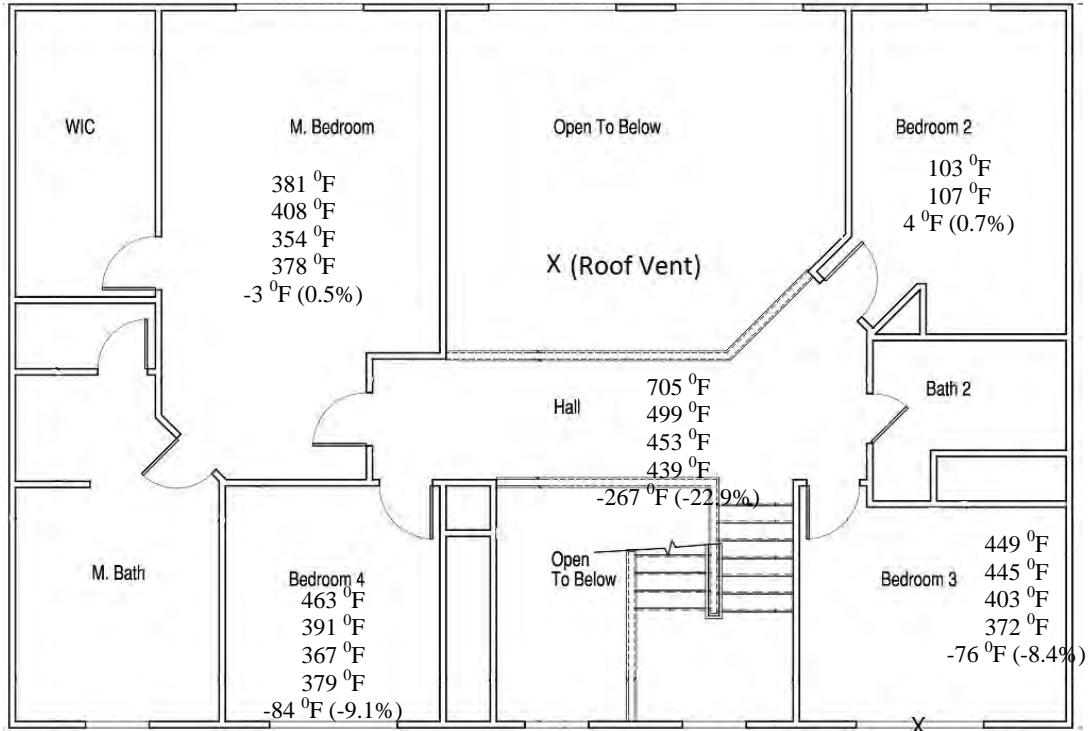 WIC
M. Bedroom
381 ⁰F
408 ⁰F
354 ⁰F
378 ⁰F
-3 ⁰F (0.5%)
Open To Below
X (Roof Vent)
Bedroom 2
103 ⁰F
107 ⁰F
4 ⁰F (0.7%)
Hall
705 ⁰F
499 ⁰F
453 ⁰F
439 ⁰F
-267 ⁰F (-22.9%)
Bath 2
M. Bath
Bedroom 4
463 ⁰F
391 ⁰F
367 ⁰F
379 ⁰F
-84 ⁰F (-9.1%)
Open
To Below
Bedroom 3
449 ⁰F
445 ⁰F
403 ⁰F
372 ⁰F
-76 ⁰F (-8.4%)
X